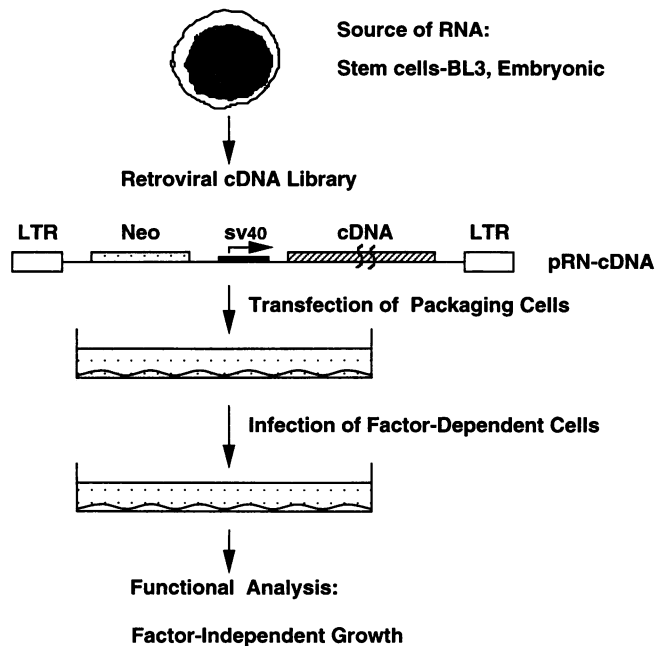 Source of RNA:
Stem cells-BL3, Embryonic
Retroviral cDNA Library
LTR Neo sv40 cDNA LTR
pRN-cDNA
Transfection of Packaging Cells
Infection of Factor-Dependent Cells
Functional Analysis:
Factor-Independent Growth